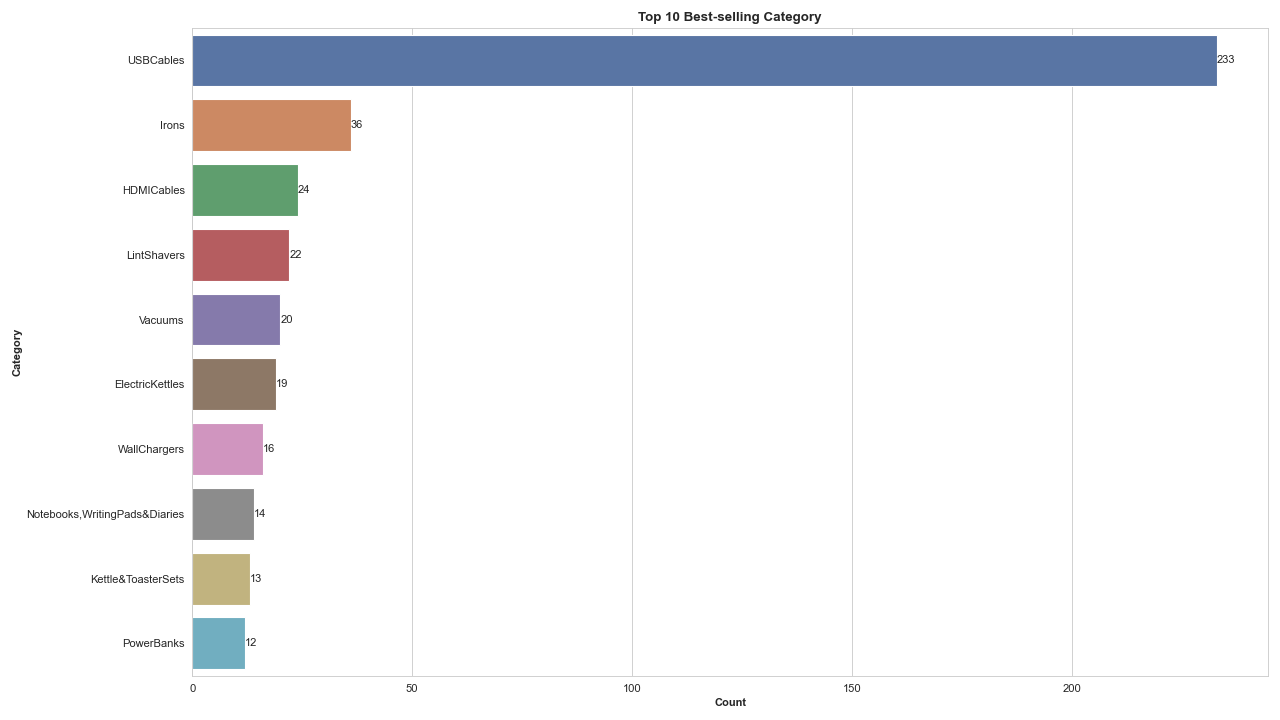 Top 10 Best-selling Category
USBCables
233
Irons
36
HDMICables
24
LintShavers
22
Vacuums
20
ElectricKettles
19
WallChargers
16
Notebooks,WritingPads&Diaries
14
Kettle&ToasterSets
13
PowerBanks
12
Category
0 50 100 150 200
Count